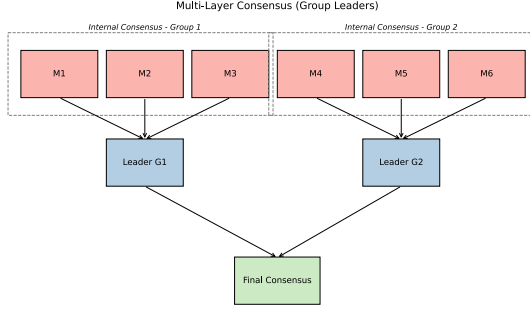 Multi-Layer Consensus (Group Leaders)
Internal Consensus - Group 1
Internal Consensus - Group 2
M1
M2
M3
M4
M5
M6
Leader G1
Leader G2
Final Consensus